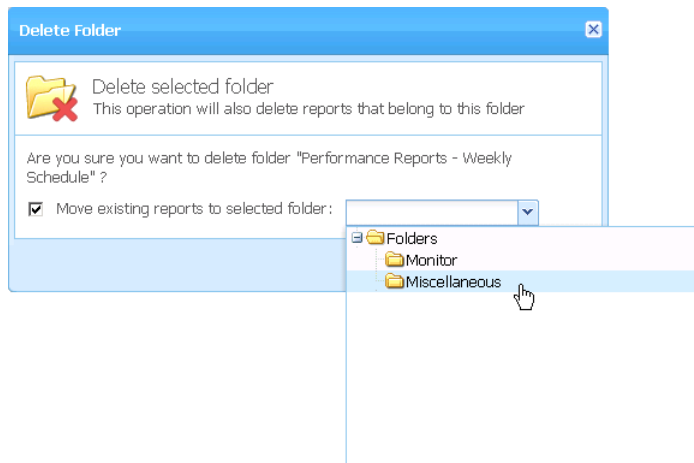 Delete Folder
Delete selected folder
This operation will also delete reports that belong to this folder
Are you sure you want to delete folder "Performance Reports - Weekly
Schedule" ?
Move existing reports to selected folder:
Folders
Monitor
Miscellaneous